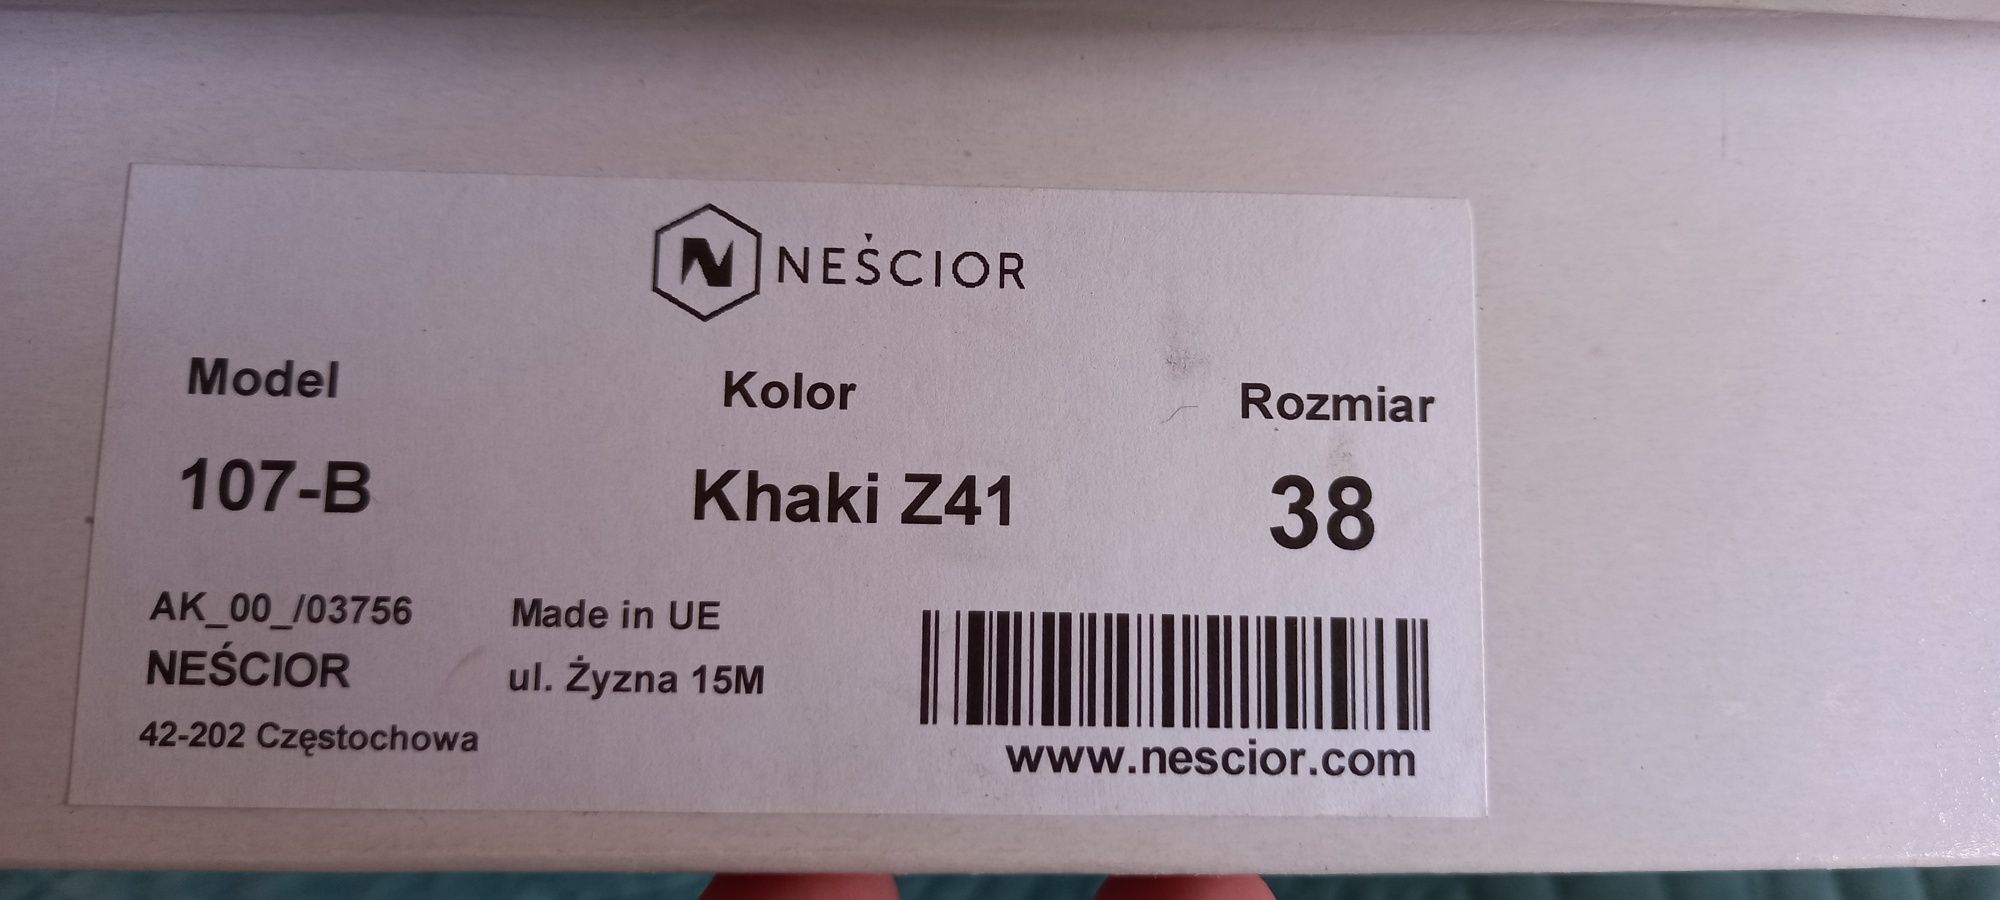 NEŚCIOR
Model Kolor Rozmiar
107-B Khaki Z41 38
AK_00_/03756 Made in UE
NEŚCIOR ul. Żyzna 15M
42-202 Częstochowa
www.nescior.com